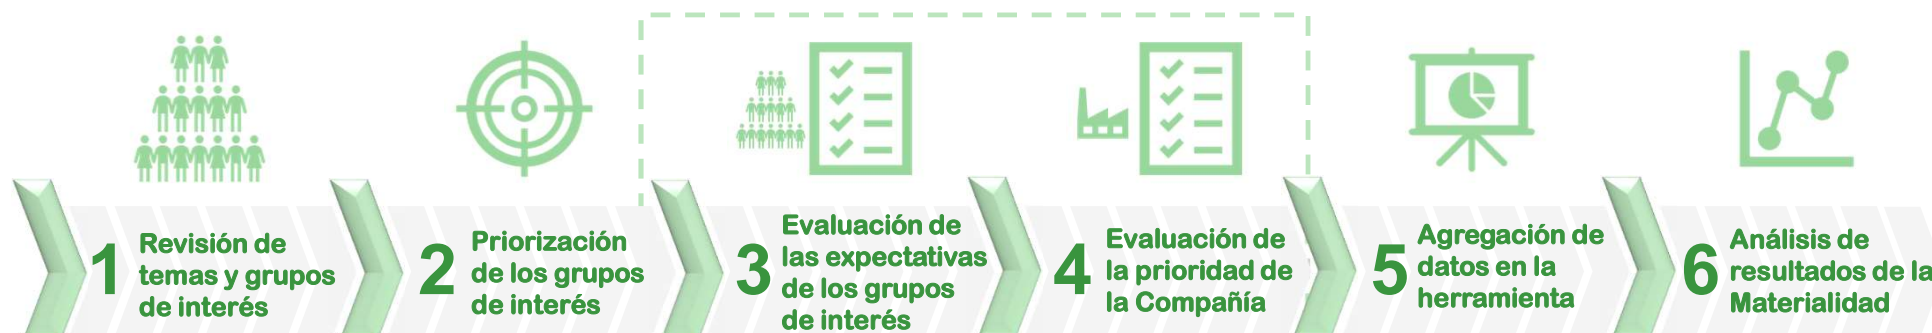 1
Revisión de
temas y grupos
de interés
2
Priorización
de los grupos
de interés
3
Evaluación de
las expectativas
de los grupos
de interés
4
Evaluación de
la prioridad de
la Compañía
5
Agregación de
datos en la
herramienta
6
Análisis de
resultados de la
Materialidad